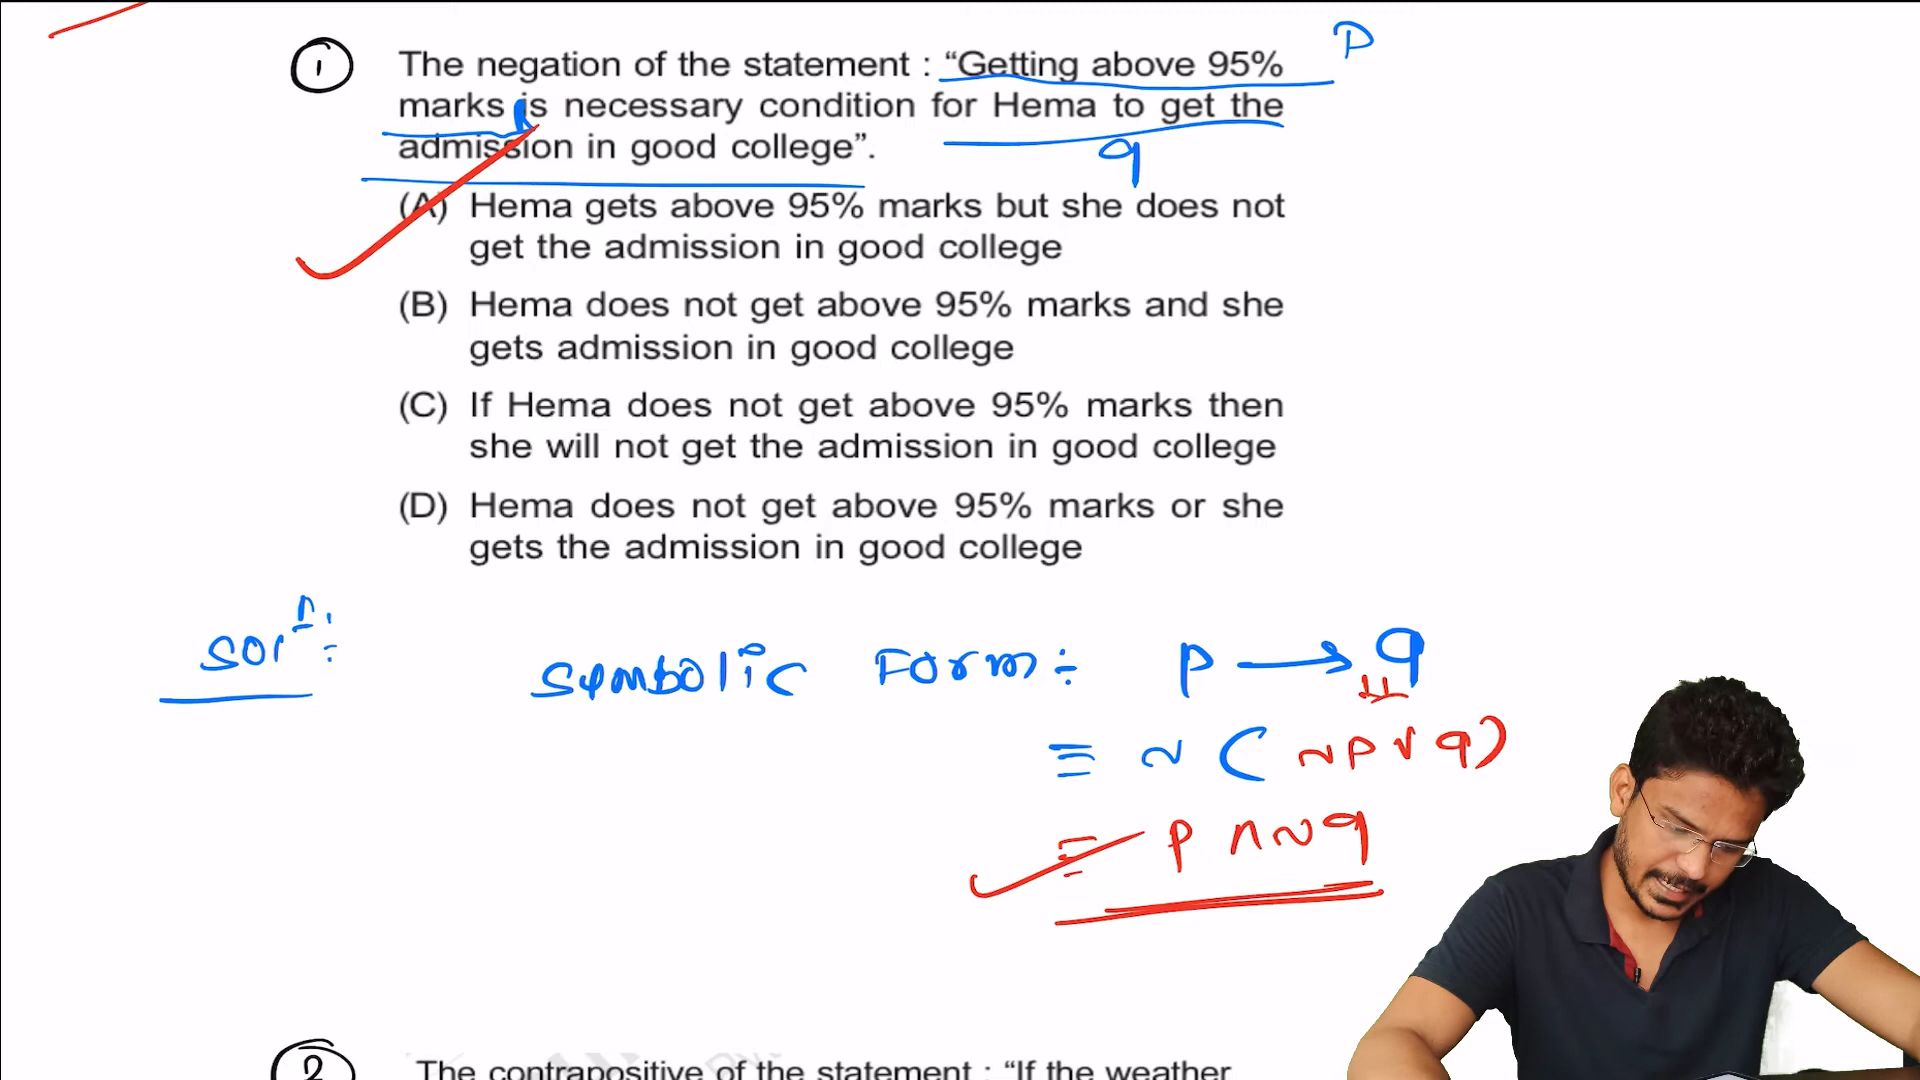 1 The negation of the statement : “Getting above 95% P
marks is necessary condition for Hema to get the
admission in good college”. q
(A) Hema gets above 95% marks but she does not
get the admission in good college
(B) Hema does not get above 95% marks and she
gets admission in good college
(C) If Hema does not get above 95% marks then
she will not get the admission in good college
(D) Hema does not get above 95% marks or she
gets the admission in good college
Solⁿ: Symbolic Form: p → q
≡ ~ ( ~p ∨ q)
≡ p ∧ ~q
2 The contrapositive of the statement : “If the weather